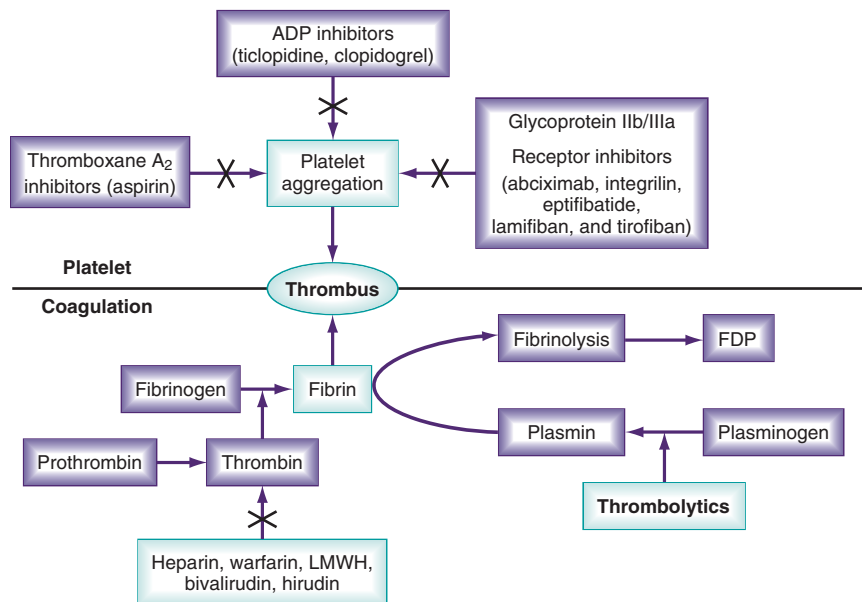 ADP inhibitors
(ticlopidine, clopidogrel)
Thromboxane A₂
inhibitors (aspirin)
Platelet
aggregation
Glycoprotein IIb/IIIa
Receptor inhibitors
(abciximab, integrilin,
eptifibatide,
lamifiban, and tirofiban)
Platelet
Thrombus
Coagulation
Fibrinolysis
FDP
Fibrinogen
Fibrin
Plasmin
Plasminogen
Prothrombin
Thrombin
Thrombolytics
Heparin, warfarin, LMWH,
bivalirudin, hirudin